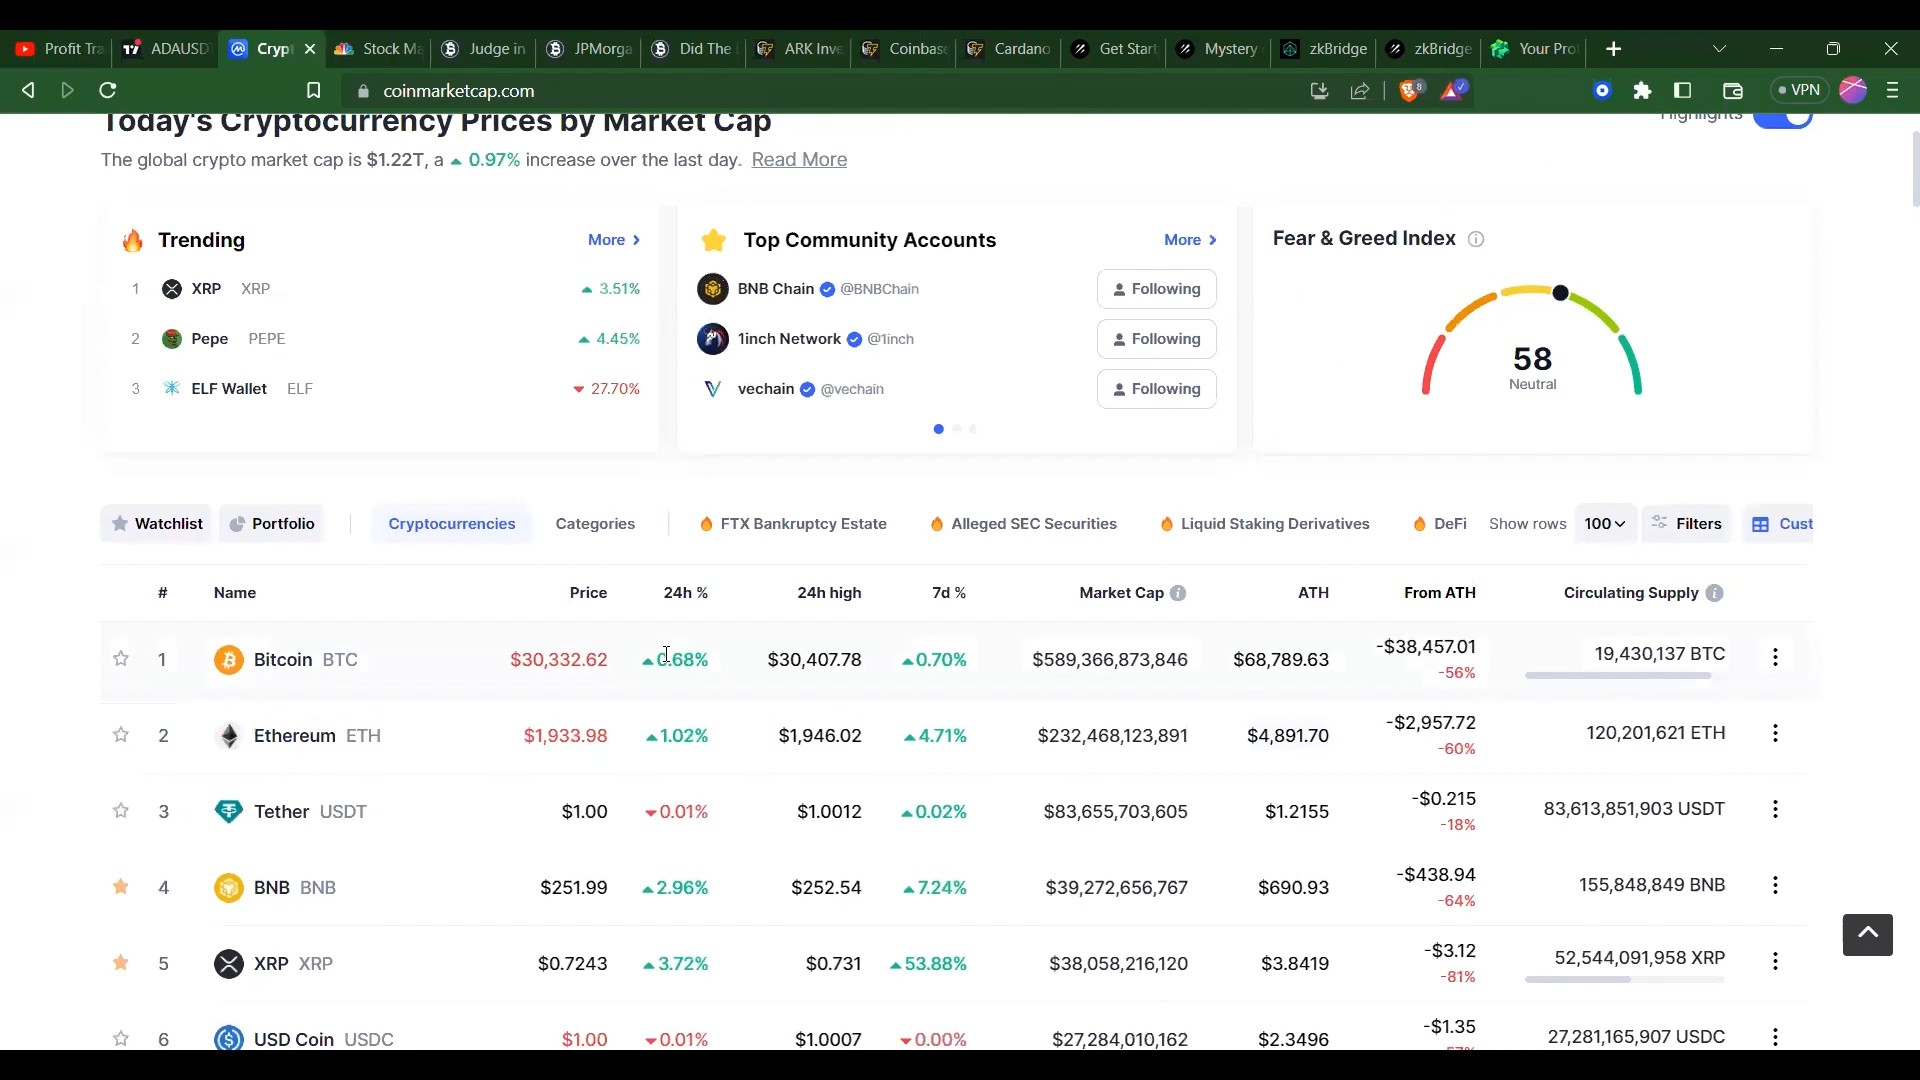 Profit Tra
ADAUSD
Crypt
Stock Ma
Judge in
JPMorga
Did The
ARK Inve
Coinbas
Cardano
Get Start
Mystery
zkBridge
zkBridge
Your Prof
coinmarketcap.com
8
VPN
Today's Cryptocurrency Prices by Market Cap
Highlights
The global crypto market cap is $1.22T, a 0.97% increase over the last day. Read More
Trending
More
1 XRP XRP 3.51%
2 Pepe PEPE 4.45%
3 ELF Wallet ELF 27.70%
Top Community Accounts
More
BNB Chain @BNBChain Following
1inch Network @1inch Following
vechain @vechain Following
Fear & Greed Index
58
Neutral
Watchlist Portfolio Cryptocurrencies Categories FTX Bankruptcy Estate Alleged SEC Securities Liquid Staking Derivatives DeFi Show rows 100 Filters Cust
# Name Price 24h % 24h high 7d % Market Cap ATH From ATH Circulating Supply
1 Bitcoin BTC $30,332.62 0.68% $30,407.78 0.70% $589,366,873,846 $68,789.63 -$38,457.01 19,430,137 BTC
-56%
2 Ethereum ETH $1,933.98 1.02% $1,946.02 4.71% $232,468,123,891 $4,891.70 -$2,957.72 120,201,621 ETH
-60%
3 Tether USDT $1.00 0.01% $1.0012 0.02% $83,655,703,605 $1.2155 -$0.215 83,613,851,903 USDT
-18%
4 BNB BNB $251.99 2.96% $252.54 7.24% $39,272,656,767 $690.93 -$438.94 155,848,849 BNB
-64%
5 XRP XRP $0.7243 3.72% $0.731 53.88% $38,058,216,120 $3.8419 -$3.12 52,544,091,958 XRP
-81%
6 USD Coin USDC $1.00 0.01% $1.0007 0.00% $27,284,010,162 $2.3496 -$1.35 27,281,165,907 USDC